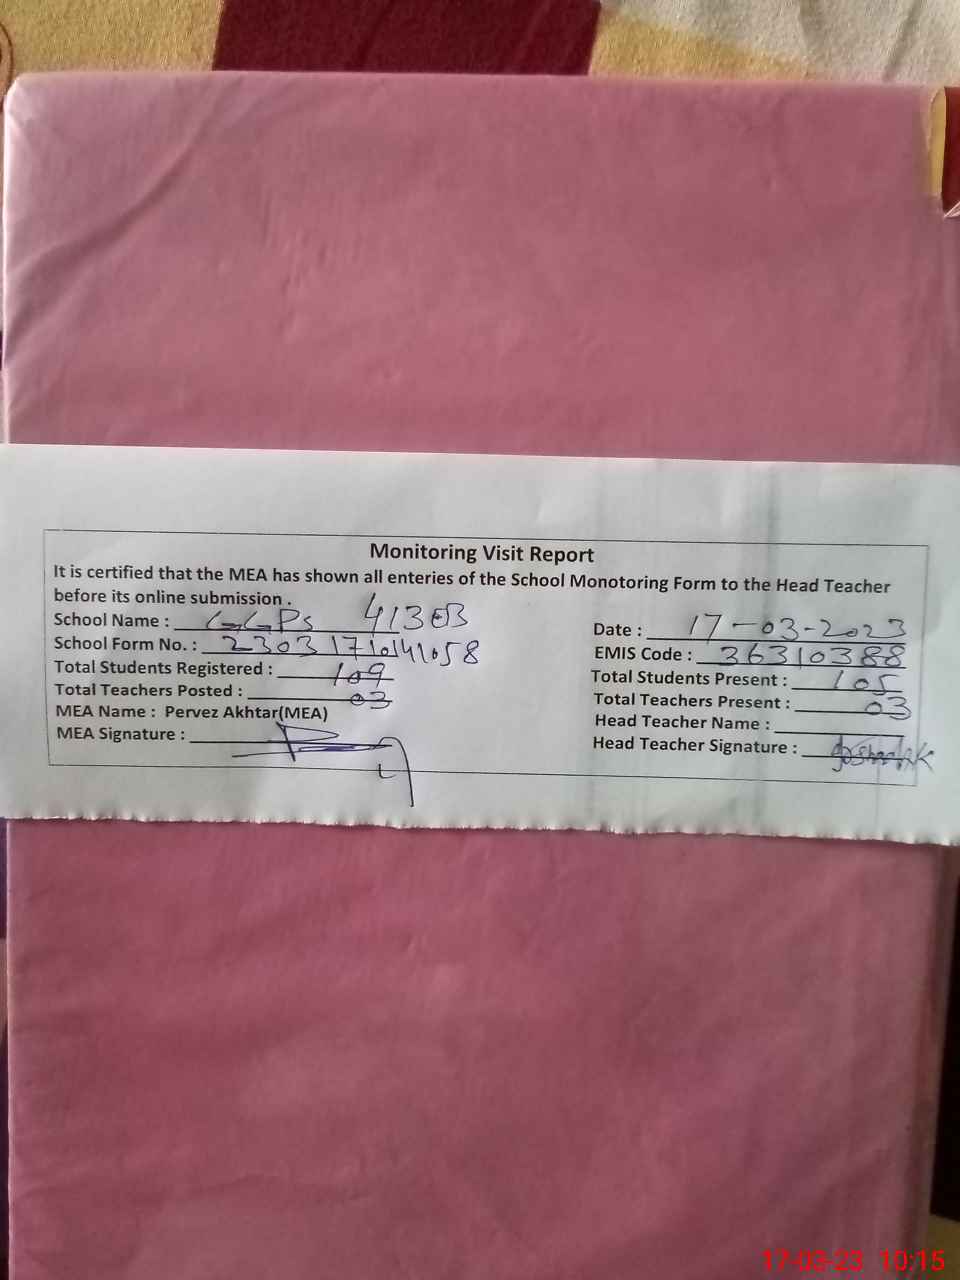 Monitoring Visit Report
It is certified that the MEA has shown all enteries of the School Monotoring Form to the Head Teacher
before its online submission .
School Name : GGPS 413EB
School Form No. : 23031710141058
Total Students Registered : 109
Total Teachers Posted : 03
MEA Name : Pervez Akhtar(MEA)
MEA Signature :
Date : 17-03-2023
EMIS Code : 36310388
Total Students Present : 105
Total Teachers Present : 03
Head Teacher Name :
Head Teacher Signature :
17-03-23 10:15